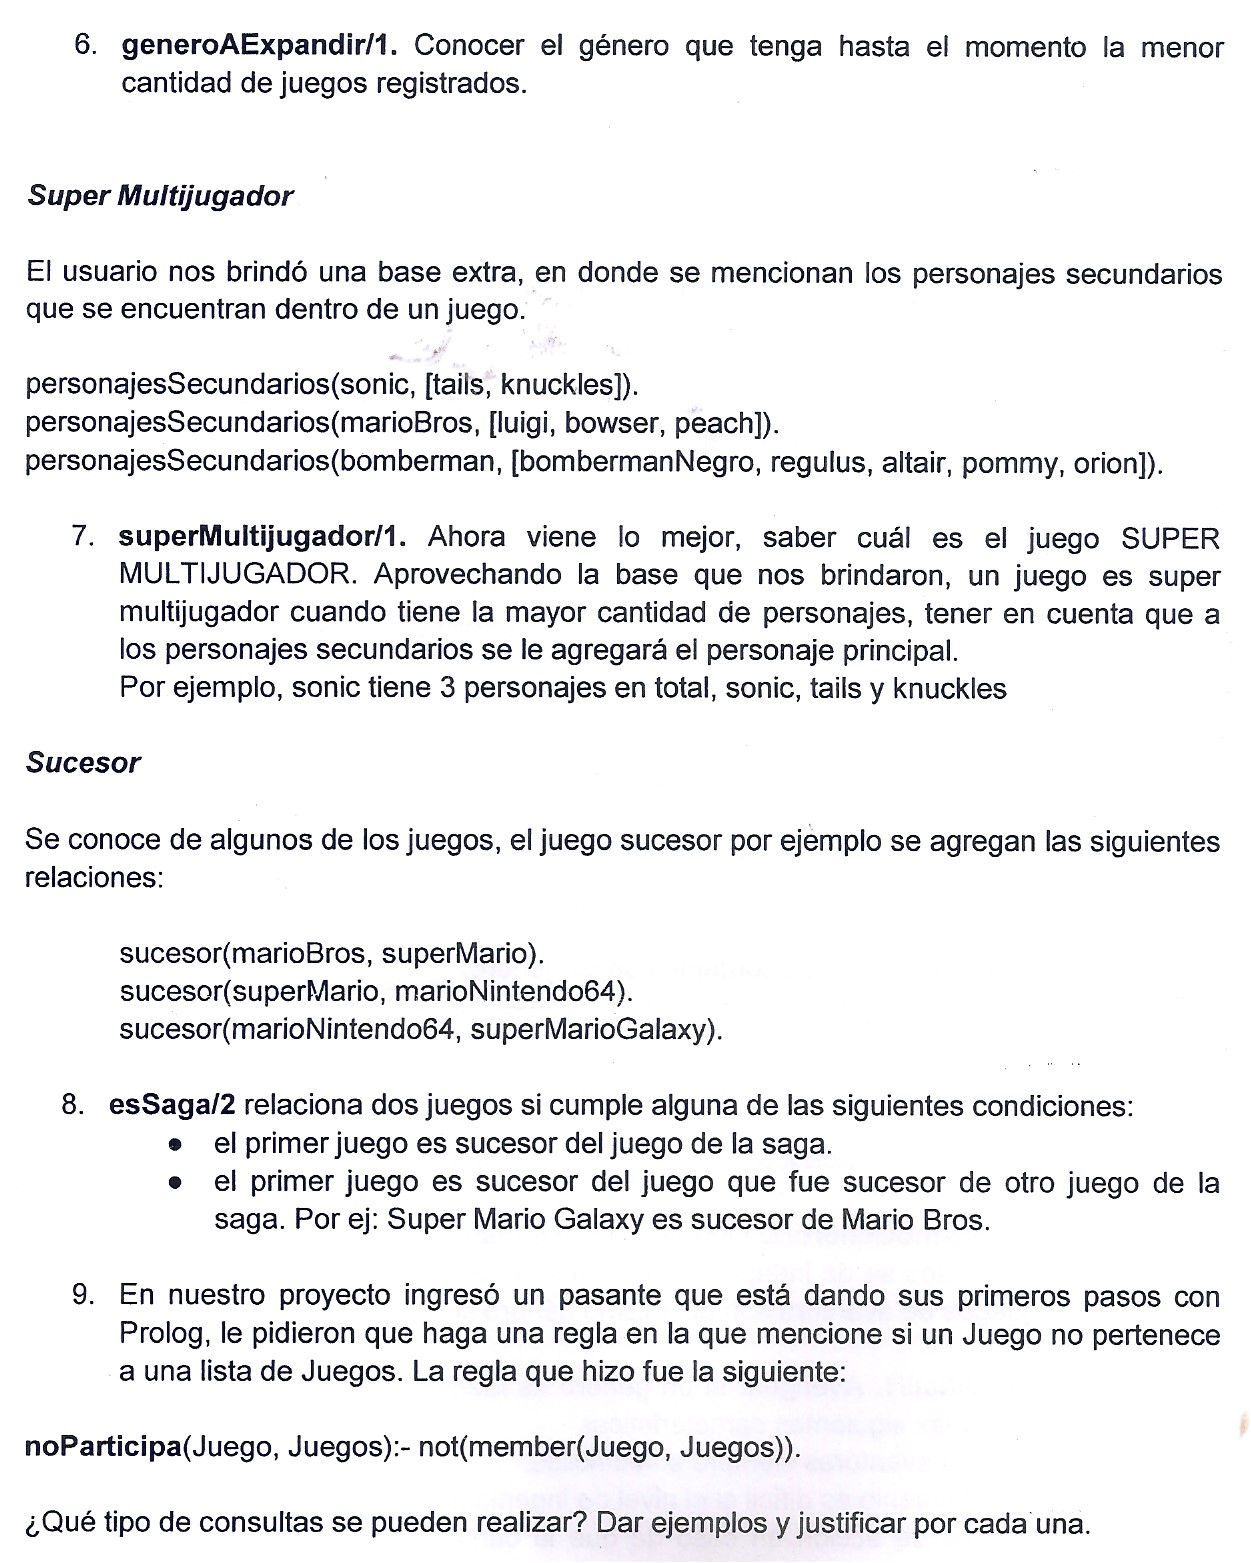 6. generoAExpandir/1. Conocer el género que tenga hasta el momento la menor
cantidad de juegos registrados.
Super Multijugador
El usuario nos brindó una base extra, en donde se mencionan los personajes secundarios
que se encuentran dentro de un juego.
personajesSecundarios(sonic, [tails, knuckles]).
personajesSecundarios(marioBros, [luigi, bowser, peach]).
personajesSecundarios(bomberman, [bombermanNegro, regulus, altair, pommy, orion]).
7. superMultijugador/1. Ahora viene lo mejor, saber cuál es el juego SUPER
MULTIJUGADOR. Aprovechando la base que nos brindaron, un juego es super
multijugador cuando tiene la mayor cantidad de personajes, tener en cuenta que a
los personajes secundarios se le agregará el personaje principal.
Por ejemplo, sonic tiene 3 personajes en total, sonic, tails y knuckles
Sucesor
Se conoce de algunos de los juegos, el juego sucesor por ejemplo se agregan las siguientes
relaciones:
sucesor(marioBros, superMario).
sucesor(superMario, marioNintendo64).
sucesor(marioNintendo64, superMarioGalaxy).
8. esSaga/2 relaciona dos juegos si cumple alguna de las siguientes condiciones:
● el primer juego es sucesor del juego de la saga.
● el primer juego es sucesor del juego que fue sucesor de otro juego de la
saga. Por ej: Super Mario Galaxy es sucesor de Mario Bros.
9. En nuestro proyecto ingresó un pasante que está dando sus primeros pasos con
Prolog, le pidieron que haga una regla en la que mencione si un Juego no pertenece
a una lista de Juegos. La regla que hizo fue la siguiente:
noParticipa(Juego, Juegos):- not(member(Juego, Juegos)).
¿Qué tipo de consultas se pueden realizar? Dar ejemplos y justificar por cada una.